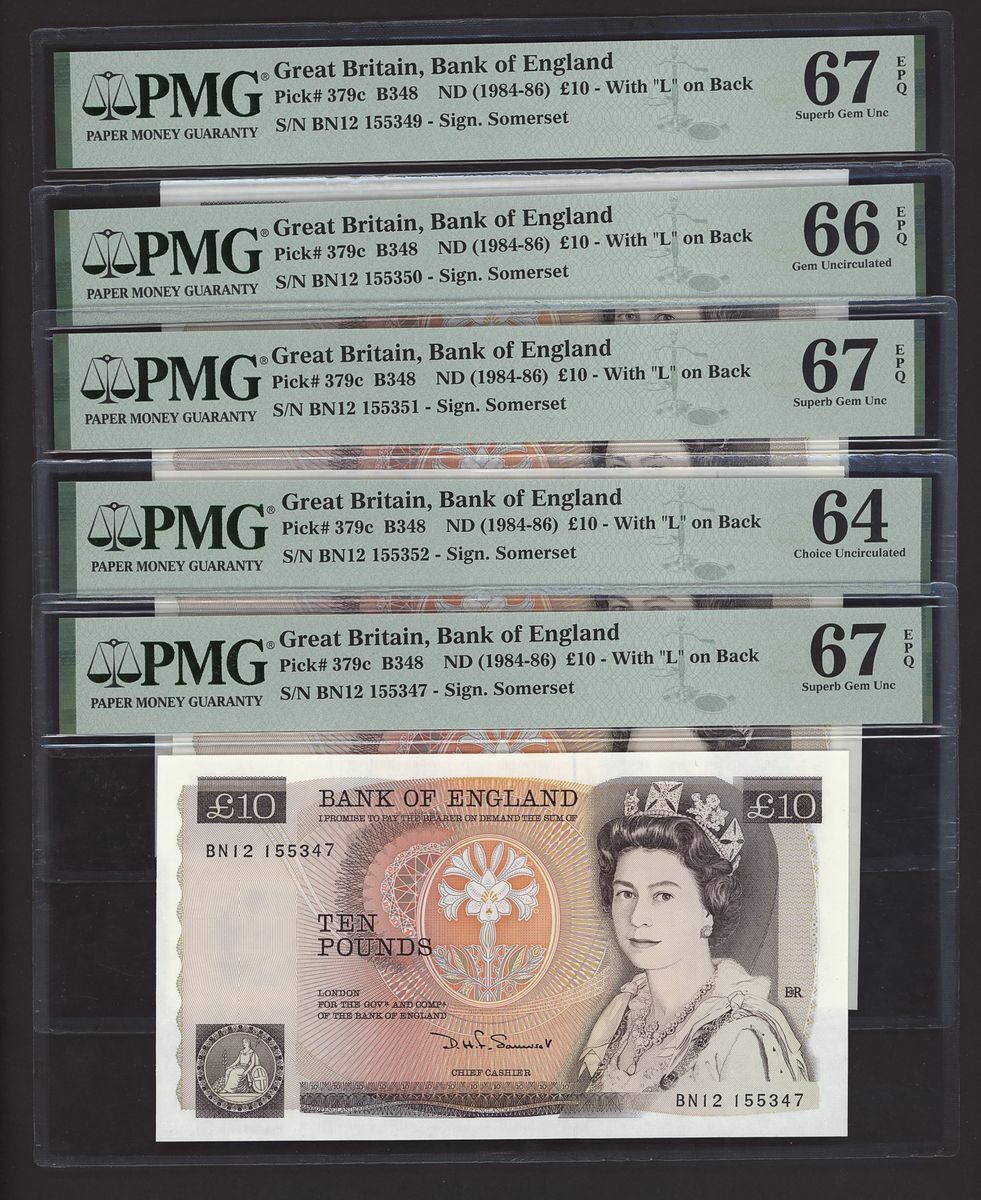 PMG®
PAPER MONEY GUARANTY
Great Britain, Bank of England
Pick# 379c B348 ND (1984-86) £10 - With "L" on Back
S/N BN12 155349 - Sign. Somerset
67
EPQ
Superb Gem Unc
PMG®
PAPER MONEY GUARANTY
Great Britain, Bank of England
Pick# 379c B348 ND (1984-86) £10 - With "L" on Back
S/N BN12 155350 - Sign. Somerset
66
EPQ
Gem Uncirculated
PMG®
PAPER MONEY GUARANTY
Great Britain, Bank of England
Pick# 379c B348 ND (1984-86) £10 - With "L" on Back
S/N BN12 155351 - Sign. Somerset
67
EPQ
Superb Gem Unc
PMG®
PAPER MONEY GUARANTY
Great Britain, Bank of England
Pick# 379c B348 ND (1984-86) £10 - With "L" on Back
S/N BN12 155352 - Sign. Somerset
64
Choice Uncirculated
PMG®
PAPER MONEY GUARANTY
Great Britain, Bank of England
Pick# 379c B348 ND (1984-86) £10 - With "L" on Back
S/N BN12 155347 - Sign. Somerset
67
EPQ
Superb Gem Unc
£10
BANK OF ENGLAND
£10
I PROMISE TO PAY THE BEARER ON DEMAND THE SUM OF
BN12 155347
TEN
POUNDS
LONDON
FOR THE GOVR AND COMPA
OF THE BANK OF ENGLAND
EIIR
D.H.F. Somerset
CHIEF CASHIER
BN12 155347